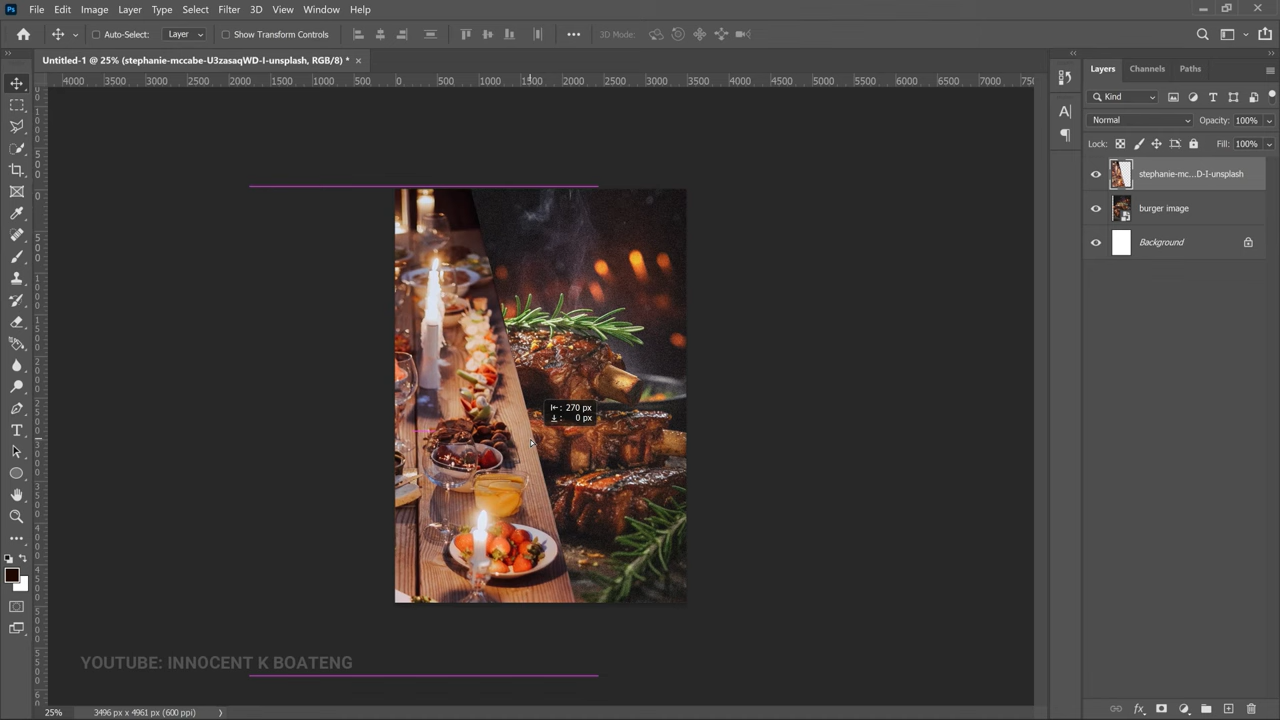 Ps File Edit Image Layer Type Select Filter 3D View Window Help
Auto-Select: Layer Show Transform Controls 3D Mode:
Untitled-1 @ 25% (stephanie-mccabe-U3zasaqWD-I-unsplash, RGB/8) *
4000 3500 3000 2500 2000 1500 1000 500 0 500 1000 1500 2000 2500 3000 3500 4000 4500 5000 5500 6000 6500 7000
Layers Channels Paths
Kind
Normal Opacity: 100%
Lock: Fill: 100%
stephanie-mc...D-I-unsplash
burger image
Background
270 px
0 px
YOUTUBE: INNOCENT K BOATENG
25% 3496 px x 4961 px (600 ppi)